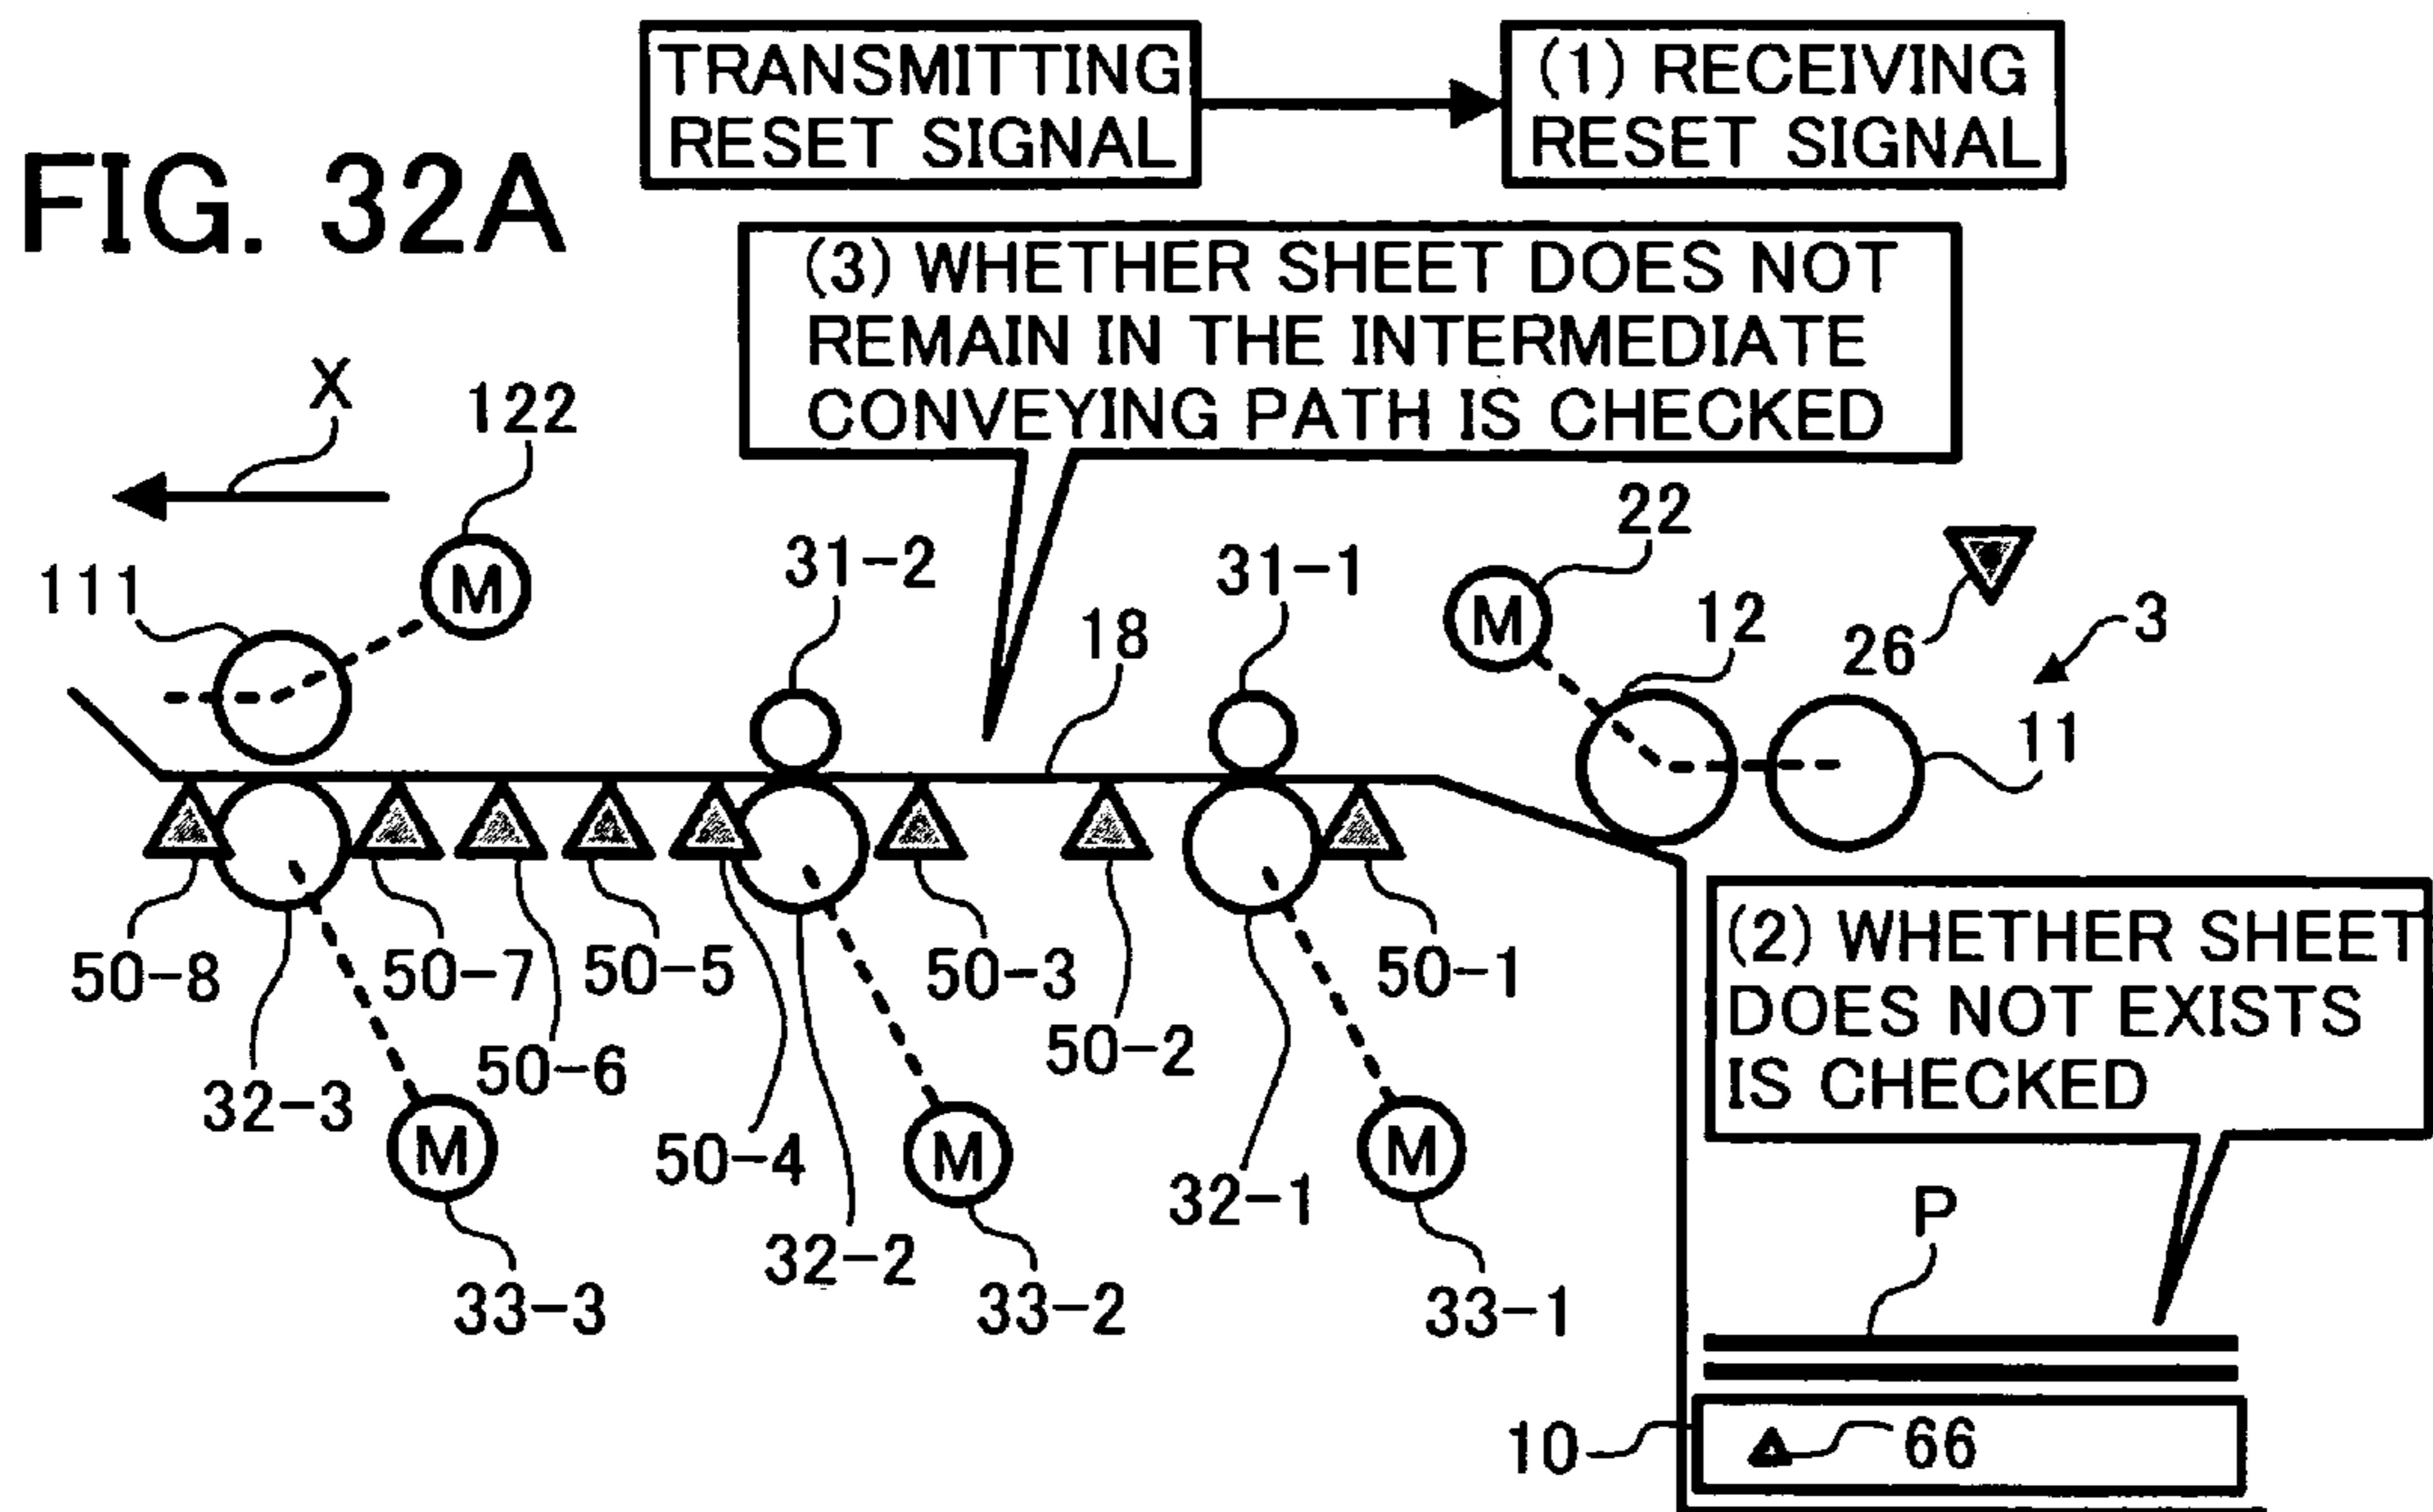 TRANSMITTING
RESET SIGNAL
(1) RECEIVING
RESET SIGNAL
FIG. 32A
(3) WHETHER SHEET DOES NOT
REMAIN IN THE INTERMEDIATE
CONVEYING PATH IS CHECKED
X
122
22
31-2
31-1
M
111
M
12
18
26
3
11
50-8
50-7
50-5
50-3
50-1
(2) WHETHER SHEET
DOES NOT EXISTS
IS CHECKED
50-6
50-2
32-3
50-4
M
M
M
32-1
P
32-2
33-3
33-2
33-1
10
66